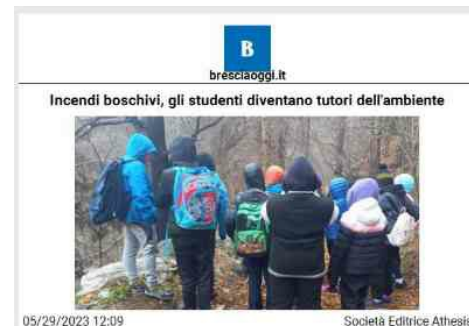 B
bresciaoggi.it
Incendi boschivi, gli studenti diventano tutori dell'ambiente
05/29/2023 12:09
Società Editrice Athesis